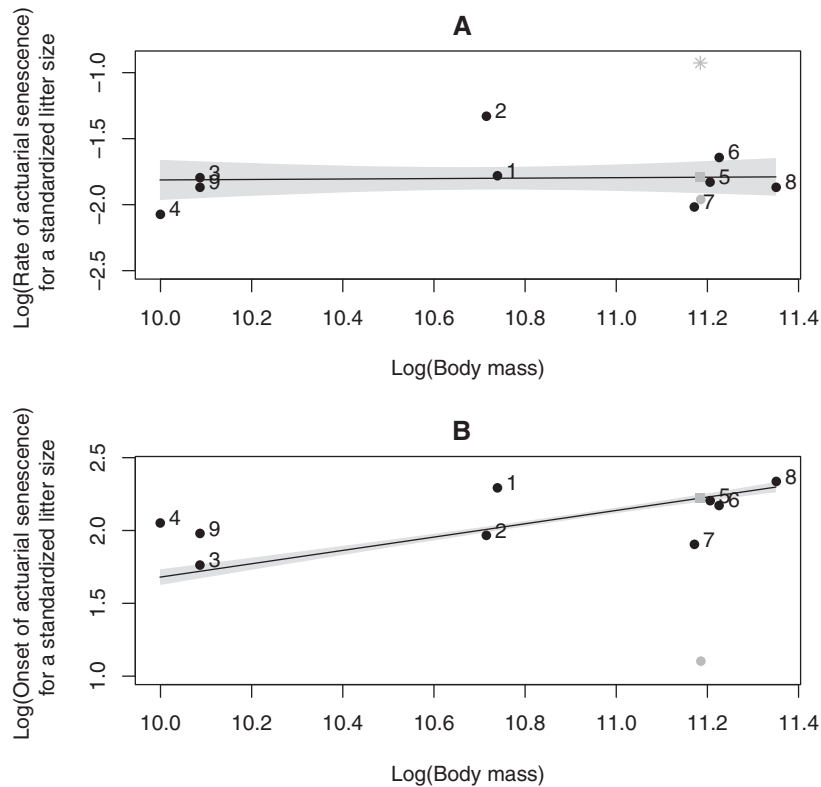 A
Log(Rate of actuarial senescence)
for a standardized litter size
−1.0
−1.5
−2.0
−2.5
2
3
9
1
6
5
4
7
8
10.0 10.2 10.4 10.6 10.8 11.0 11.2 11.4
Log(Body mass)
B
Log(Onset of actuarial senescence)
for a standardized litter size
2.5
2.0
1.5
1.0
8
1
5
6
4
9
2
7
3
10.0 10.2 10.4 10.6 10.8 11.0 11.2 11.4
Log(Body mass)